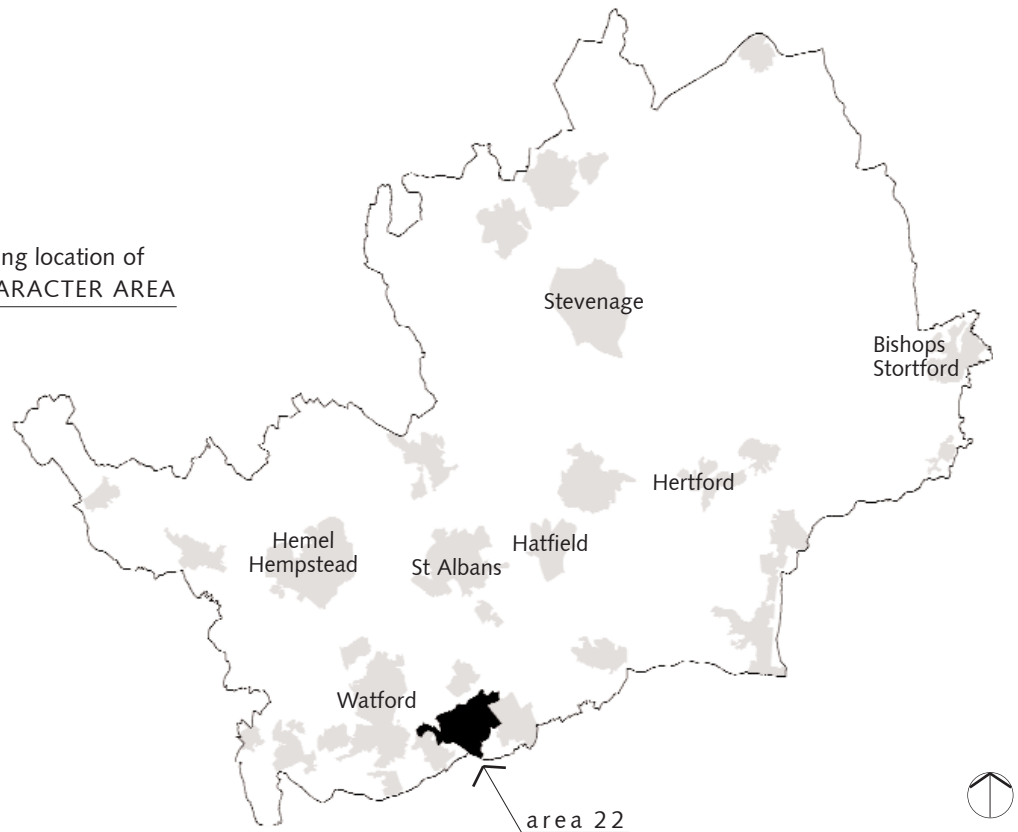 ng location of
ARACTER AREA
Stevenage
Bishops
Stortford
Hertford
Hemel
Hempstead
St Albans
Hatfield
Watford
area 22